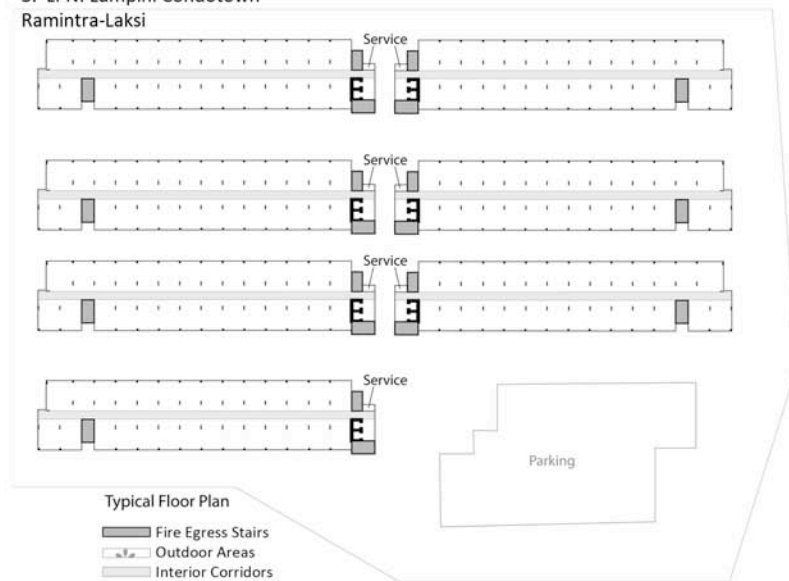 Ramintra-Laksi
Service
Service
Service
Service
Parking
Typical Floor Plan
Fire Egress Stairs
Outdoor Areas
Interior Corridors